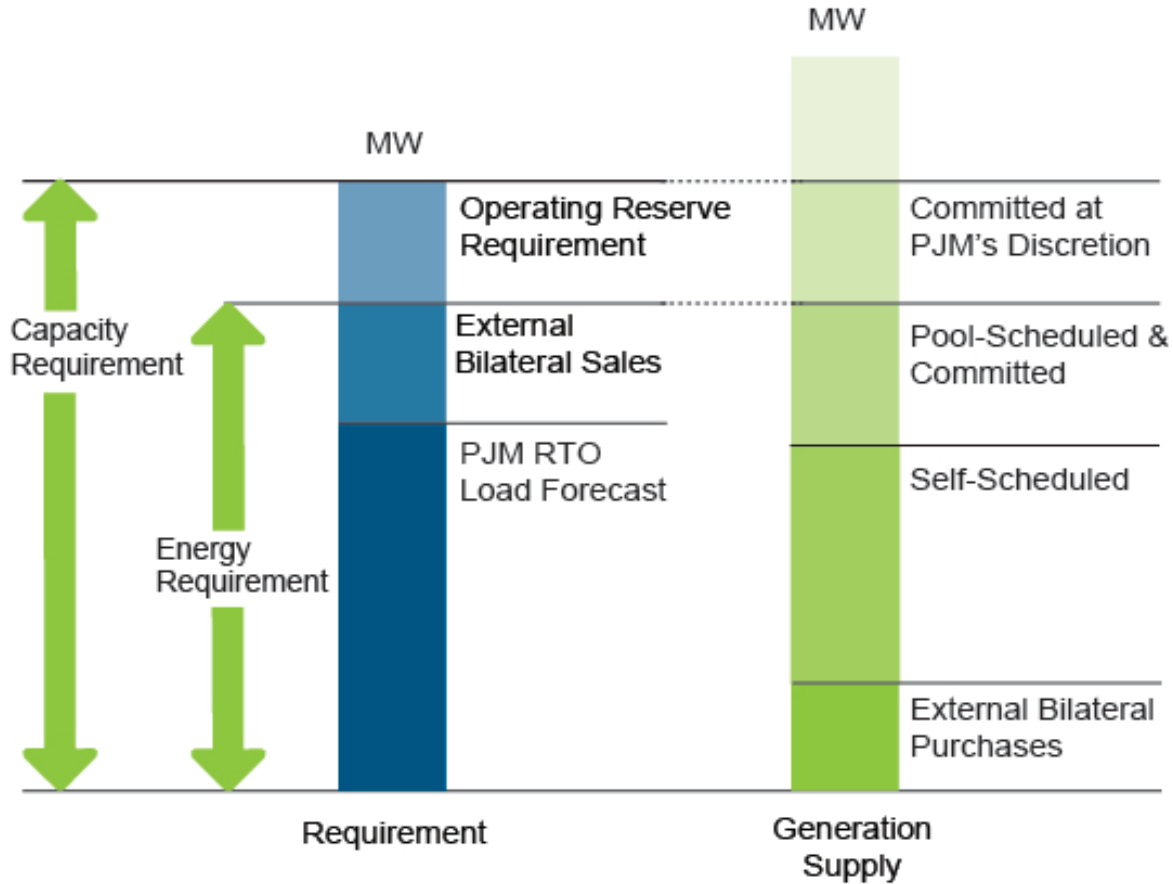 MW
MW
Operating Reserve
Requirement
Committed at
PJM's Discretion
Capacity
Requirement
External
Bilateral Sales
Pool-Scheduled &
Committed
PJM RTO
Load Forecast
Self-Scheduled
Energy
Requirement
External Bilateral
Purchases
Requirement
Generation
Supply